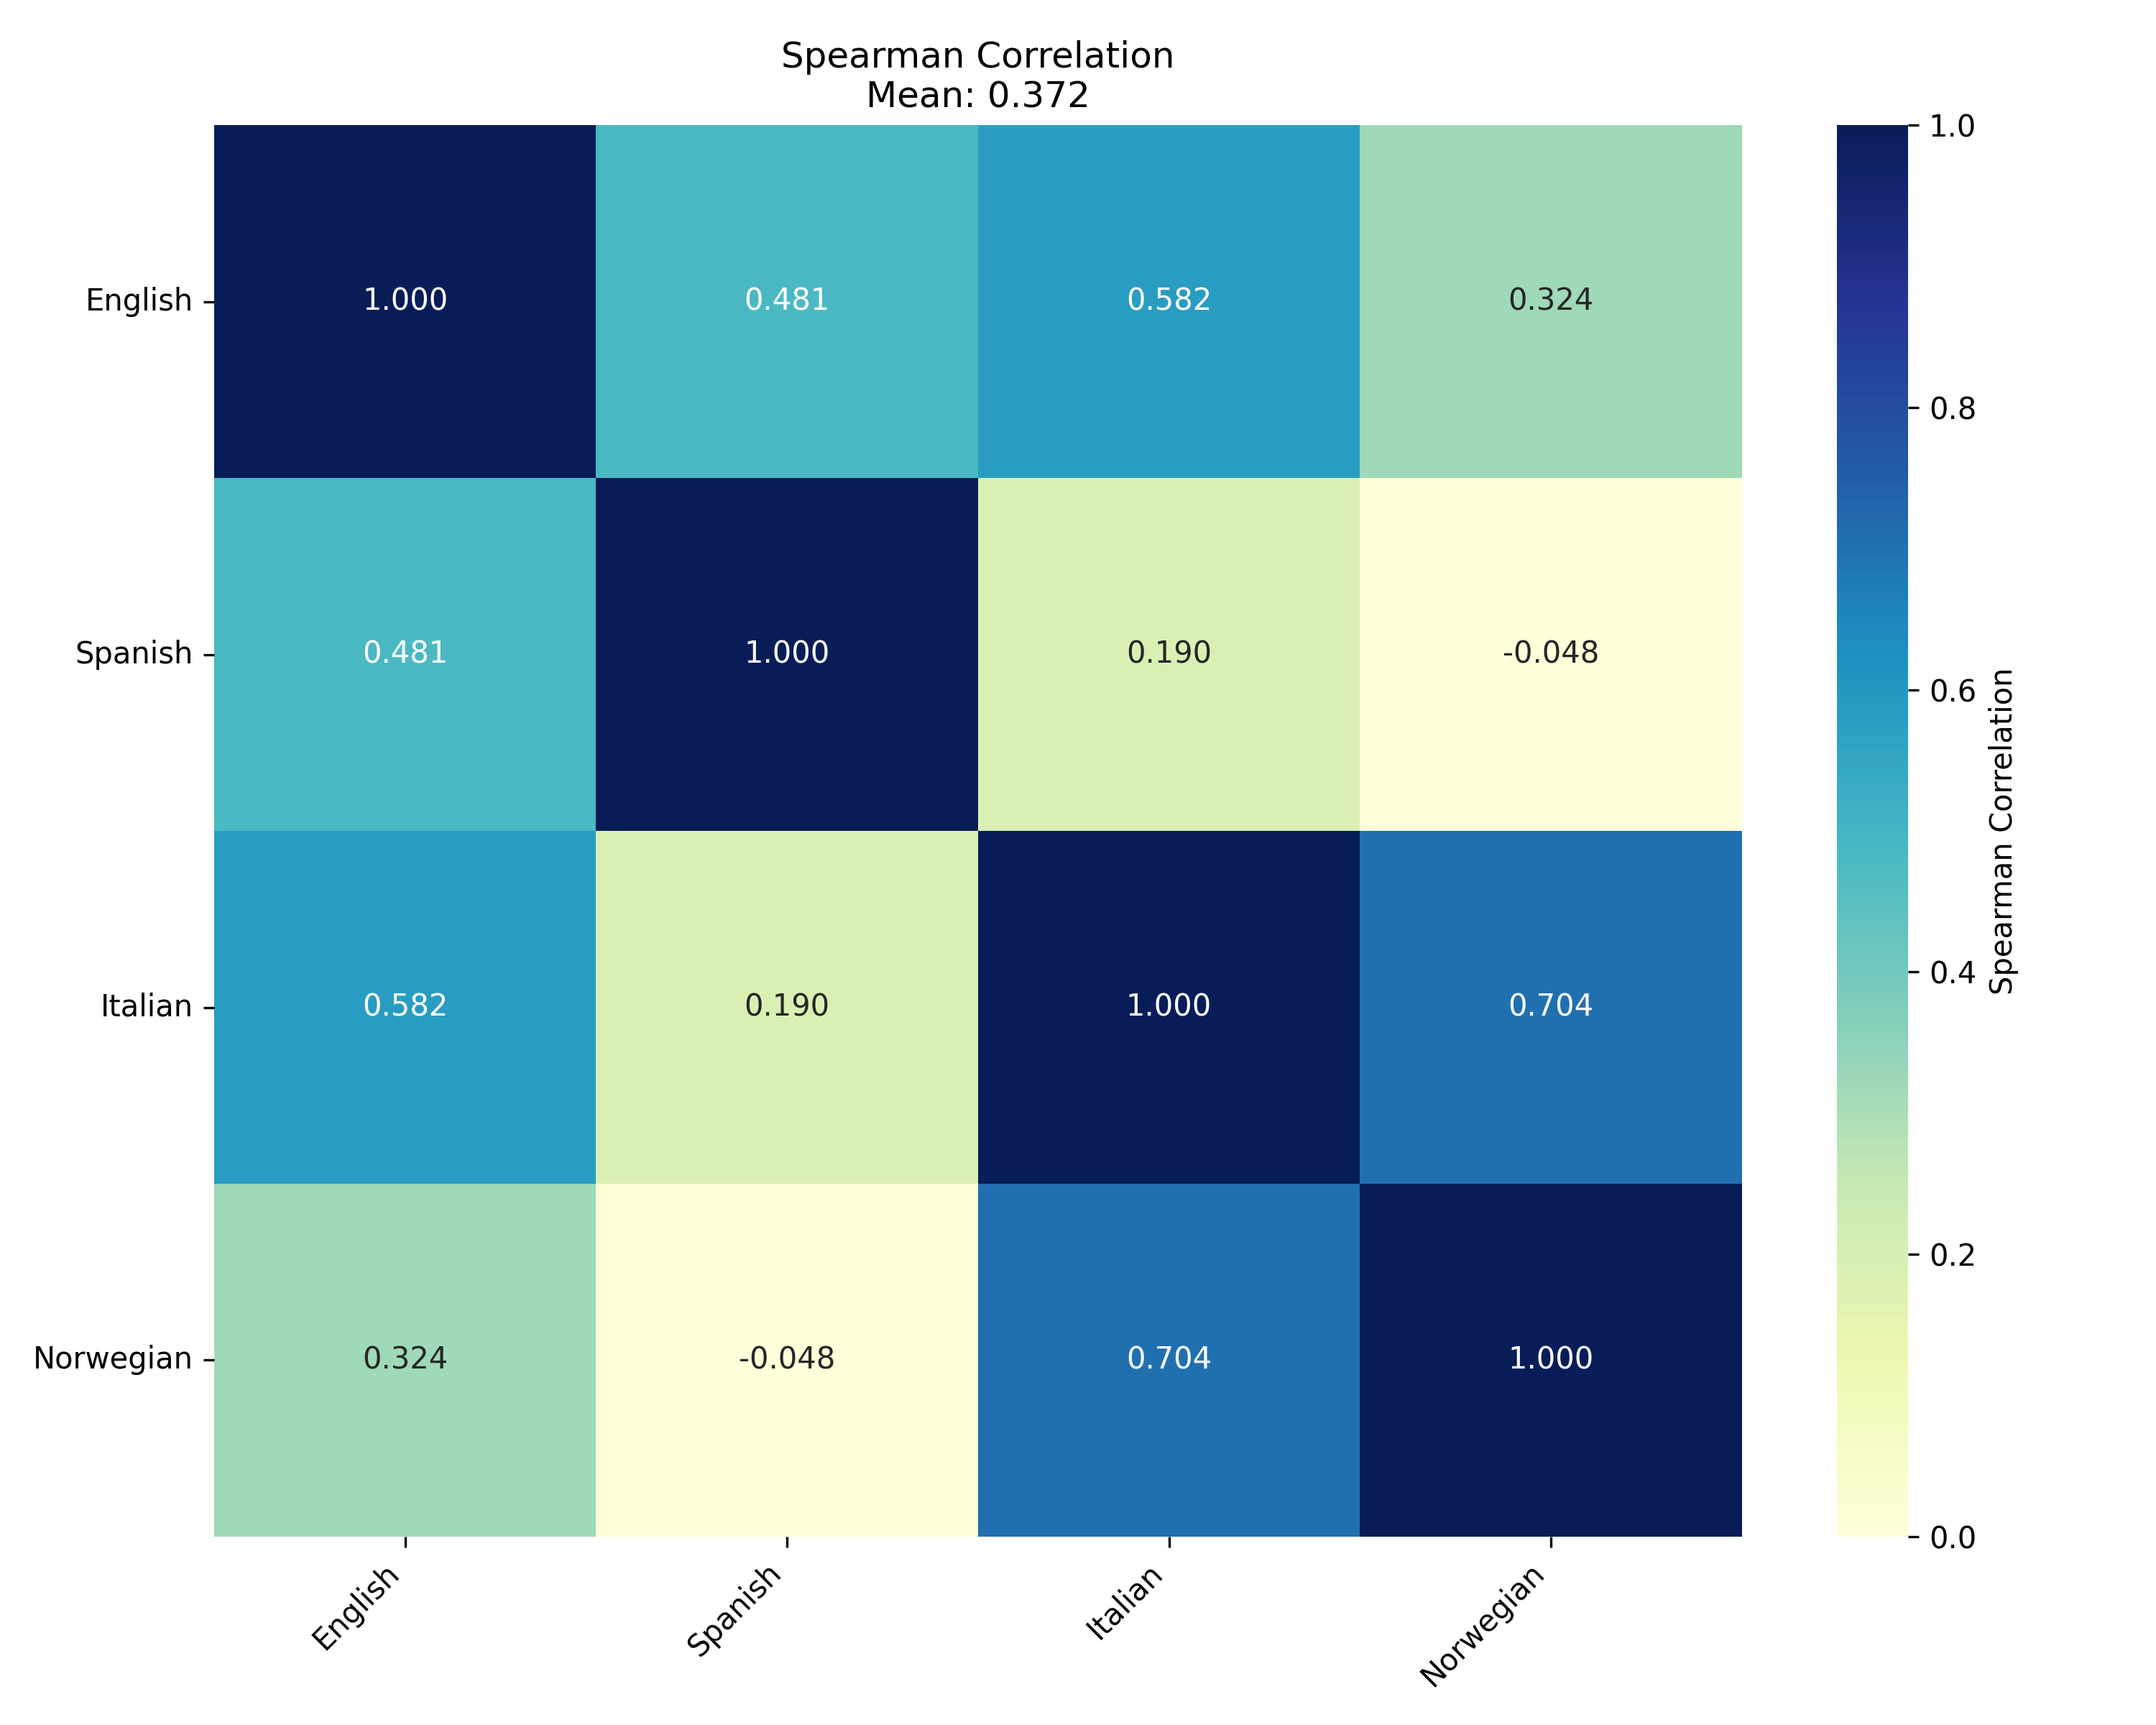 Spearman Correlation
Mean: 0.372
English 1.000 0.481 0.582 0.324
Spanish 0.481 1.000 0.190 -0.048
Italian 0.582 0.190 1.000 0.704
Norwegian 0.324 -0.048 0.704 1.000
English Spanish Italian Norwegian
1.0
0.8
0.6
0.4
0.2
0.0
Spearman Correlation